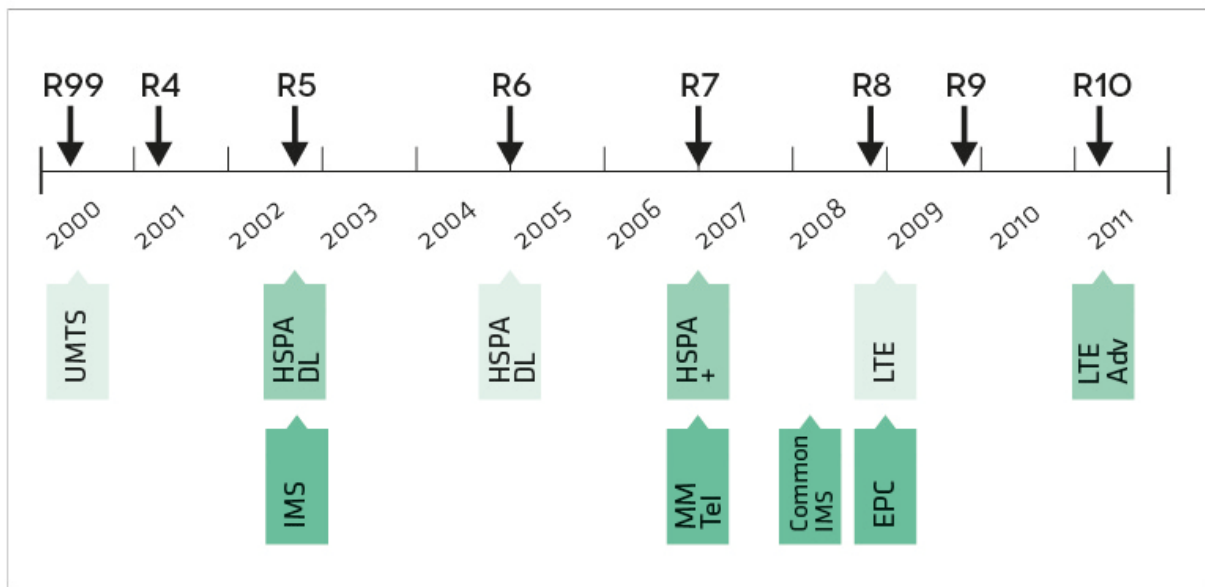 R99 R4 R5 R6 R7 R8 R9 R10
2000 2001 2002 2003 2004 2005 2006 2007 2008 2009 2010 2011
UMTS
HSPA
DL
HSPA
DL
HSPA
+
LTE
LTE
Adv
IMS
MM
Tel
Common
IMS
EPC